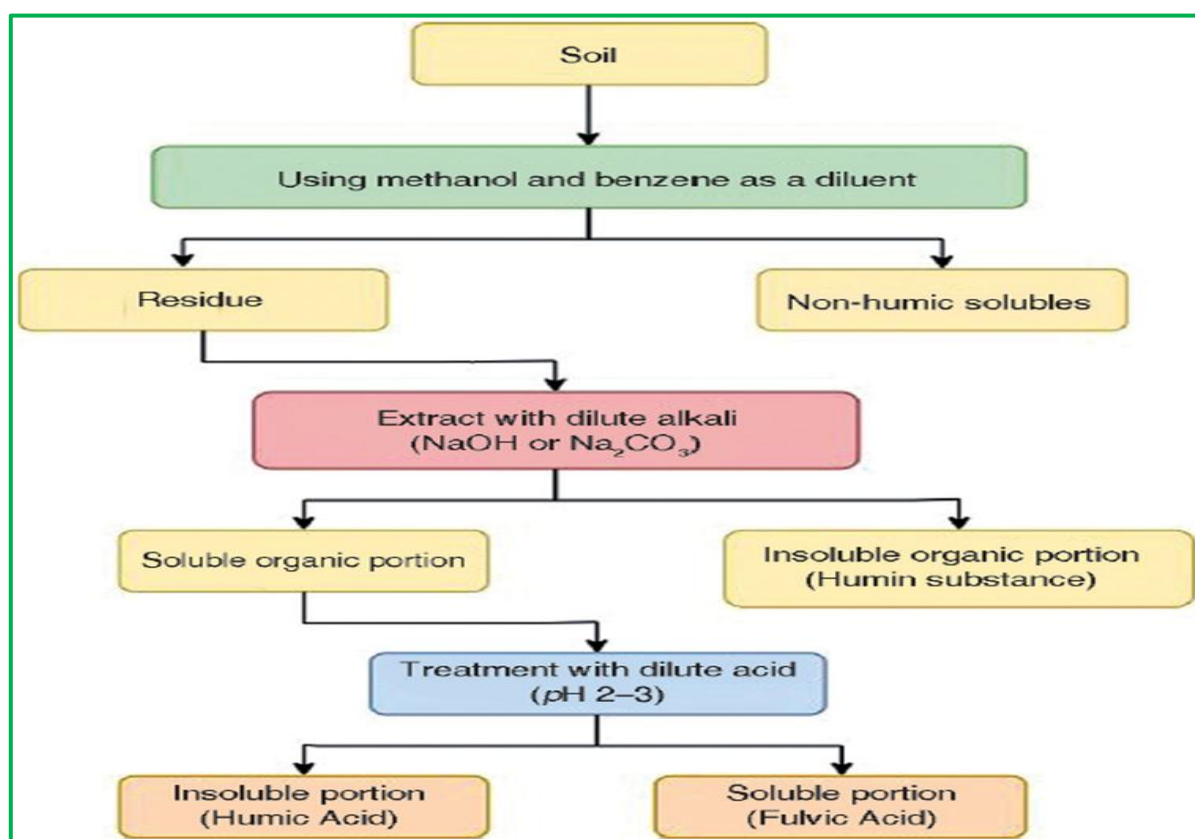 Soil
Using methanol and benzene as a diluent
Residue
Non-humic solubles
Extract with dilute alkali
(NaOH or Na₂CO₃)
Soluble organic portion
Insoluble organic portion
(Humin substance)
Treatment with dilute acid
(pH 2–3)
Insoluble portion
(Humic Acid)
Soluble portion
(Fulvic Acid)